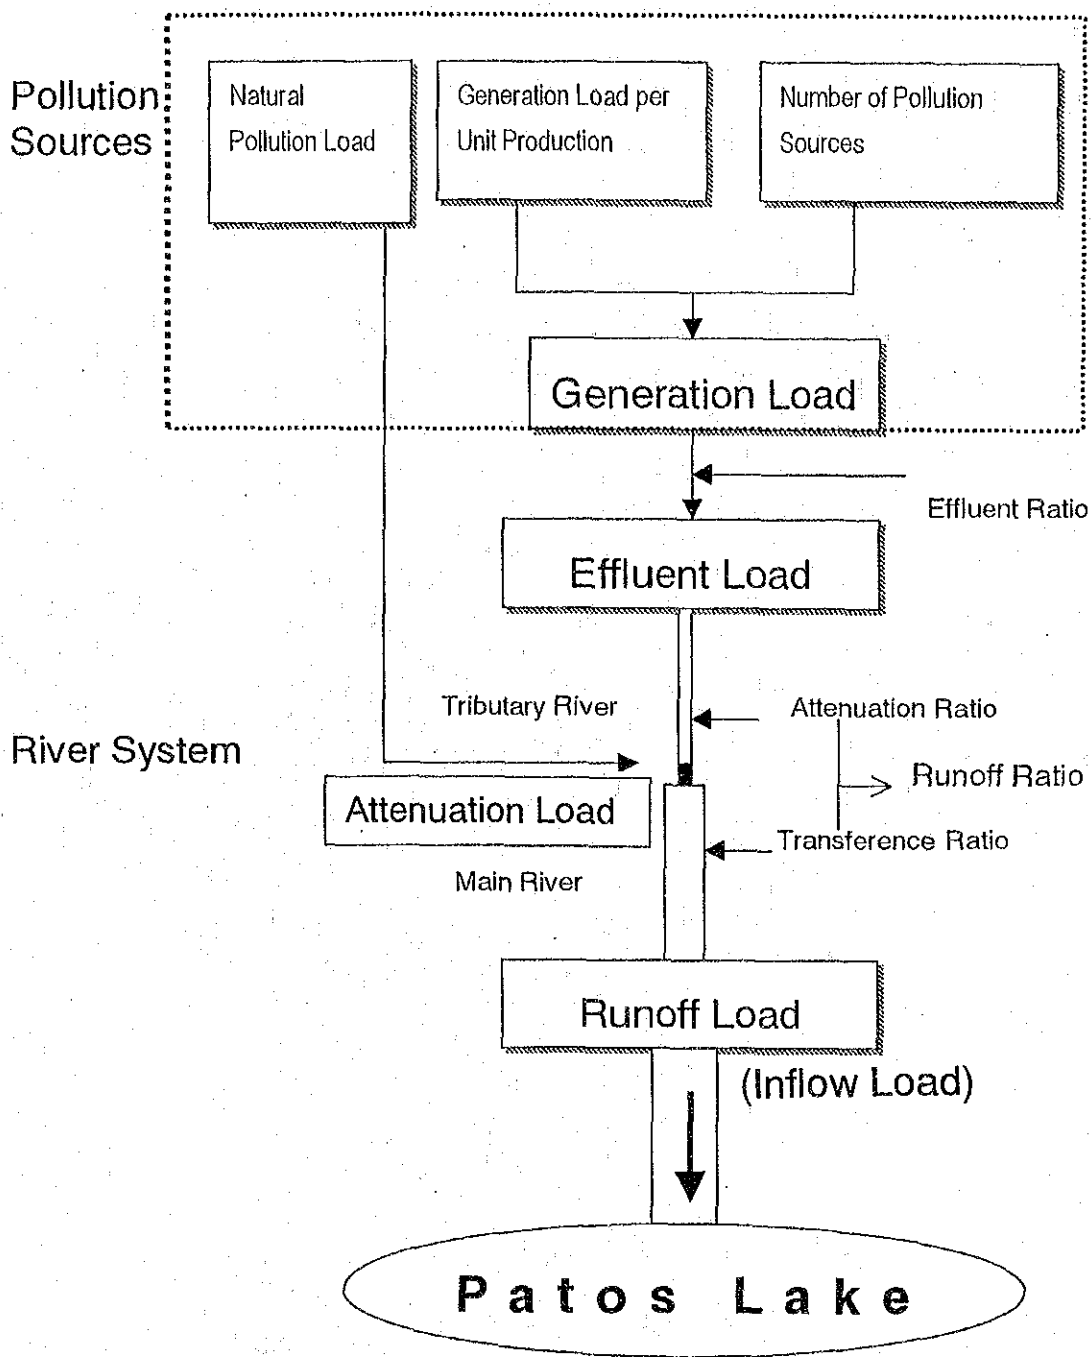 Pollution
Sources
Natural
Pollution Load
Generation Load per
Unit Production
Number of Pollution
Sources
Generation Load
Effluent Ratio
Effluent Load
Tributary River
Attenuation Ratio
River System
Runoff Ratio
Attenuation Load
Transference Ratio
Main River
Runoff Load
(Inflow Load)
Patos Lake